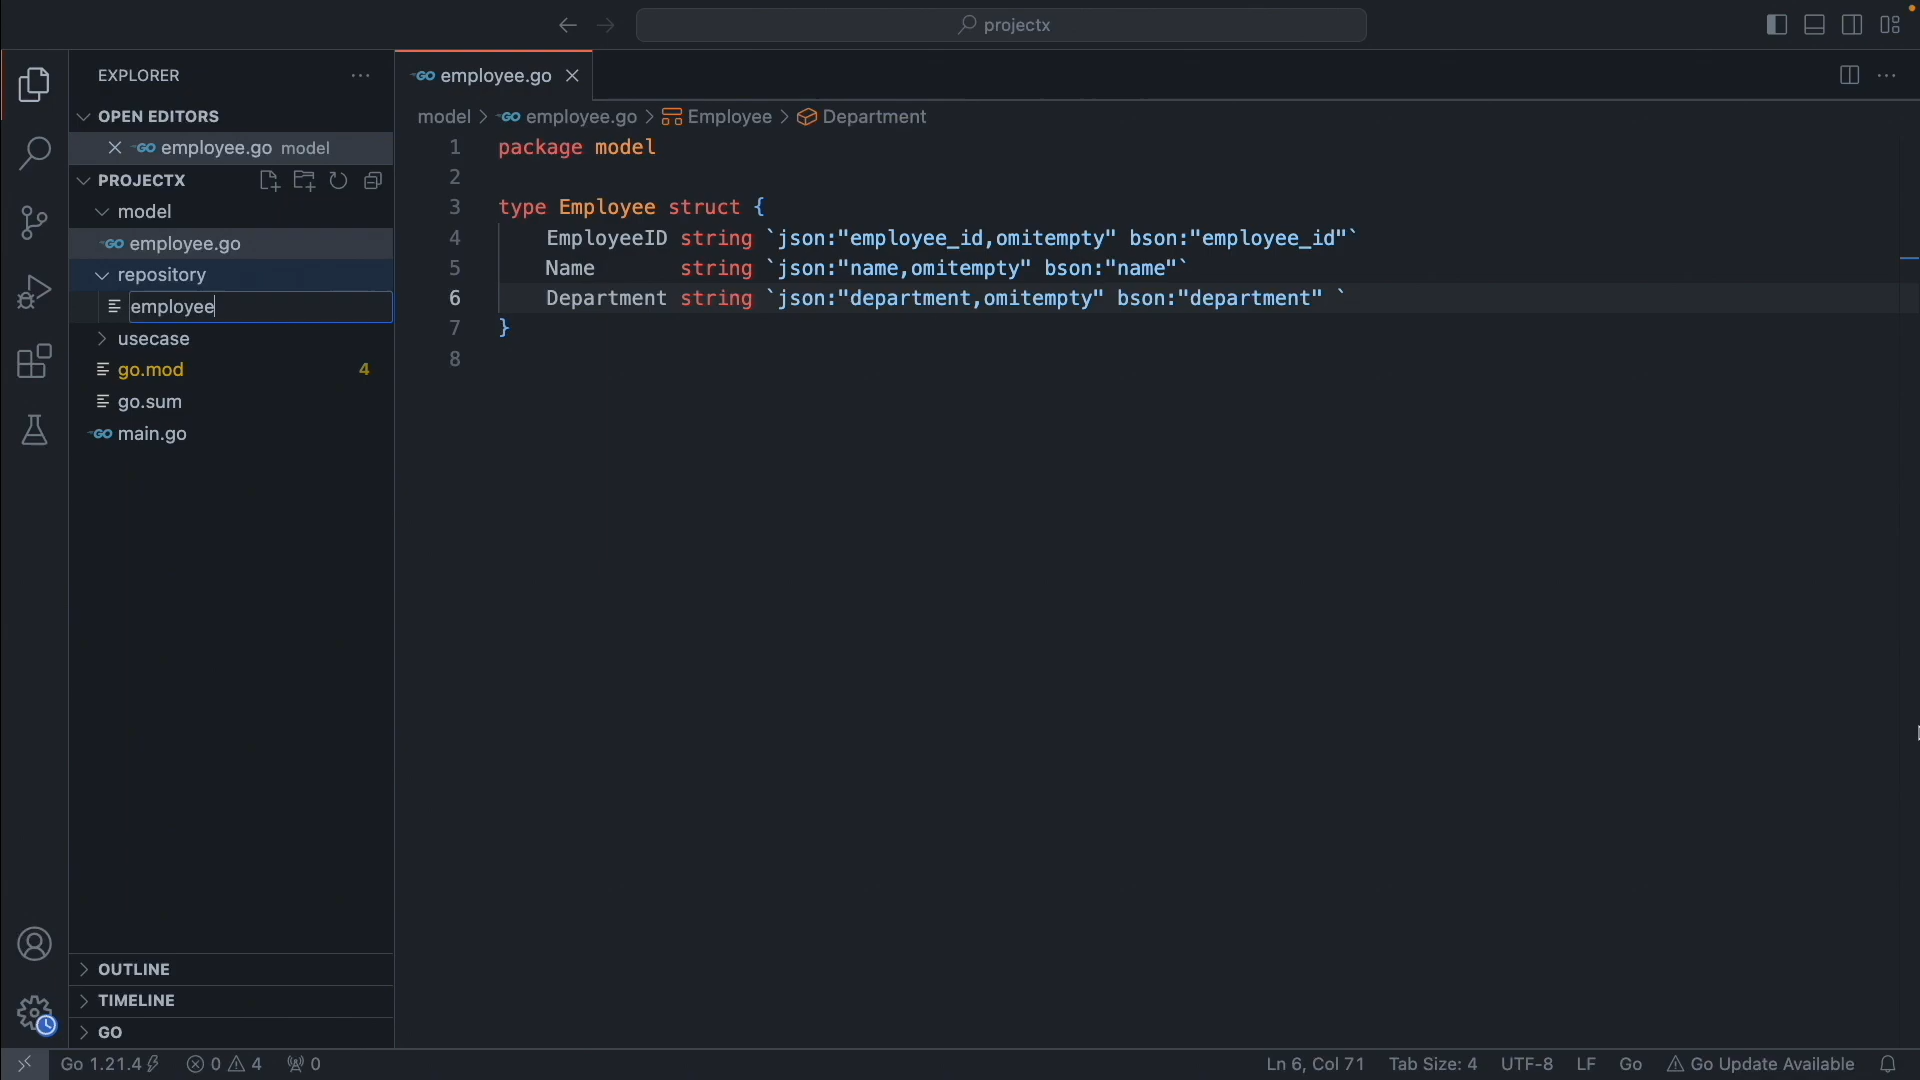 projectx
EXPLORER
OPEN EDITORS
employee.go model
PROJECTX
model
employee.go
repository
employee
usecase
go.mod 4
go.sum
main.go
OUTLINE
TIMELINE
GO
employee.go
model > employee.go > Employee > Department
1 package model
2
3 type Employee struct {
4 EmployeeID string `json:"employee_id,omitempty" bson:"employee_id"`
5 Name string `json:"name,omitempty" bson:"name"`
6 Department string `json:"department,omitempty" bson:"department" `
7 }
8
Go 1.21.4 0 4 0 Ln 6, Col 71 Tab Size: 4 UTF-8 LF Go Go Update Available